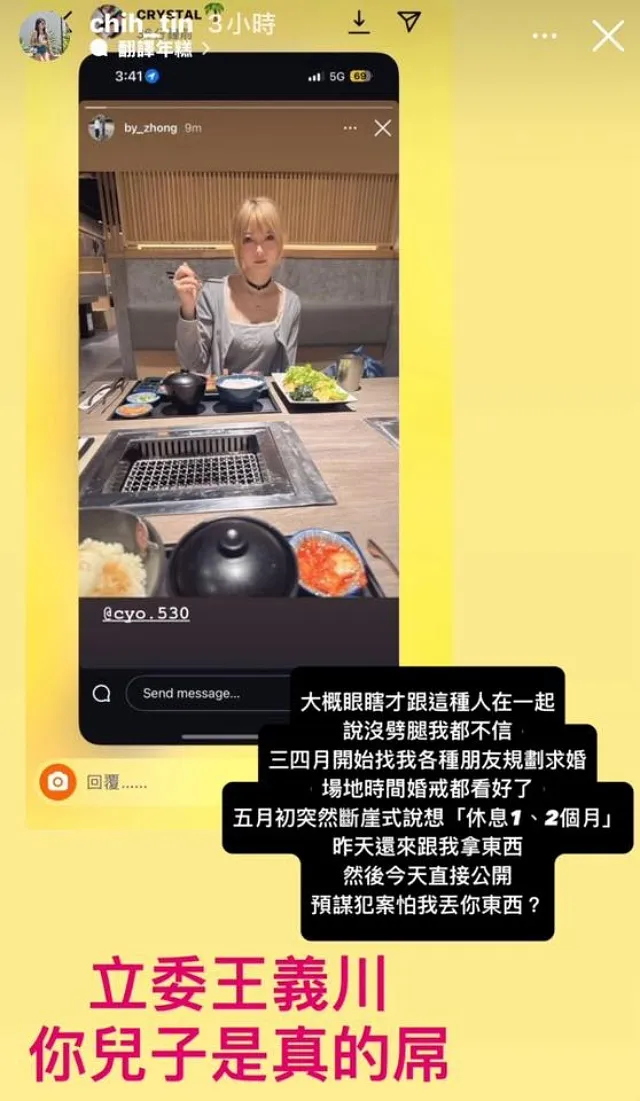 CRYSTAL🌴
chih_tin 3小時
翻譯年糕 >
3:41
5G 69
by_zhong 9m
@cyo.530
Send message...
回覆......
大概眼瞎才跟這種人在一起
說沒劈腿我都不信
三四月開始找我各種朋友規劃求婚
場地時間婚戒都看好了
五月初突然斷崖式說想「休息1、2個月」
昨天還來跟我拿東西
然後今天直接公開
預謀犯案怕我丟你東西？
立委王義川
你兒子是真的屌